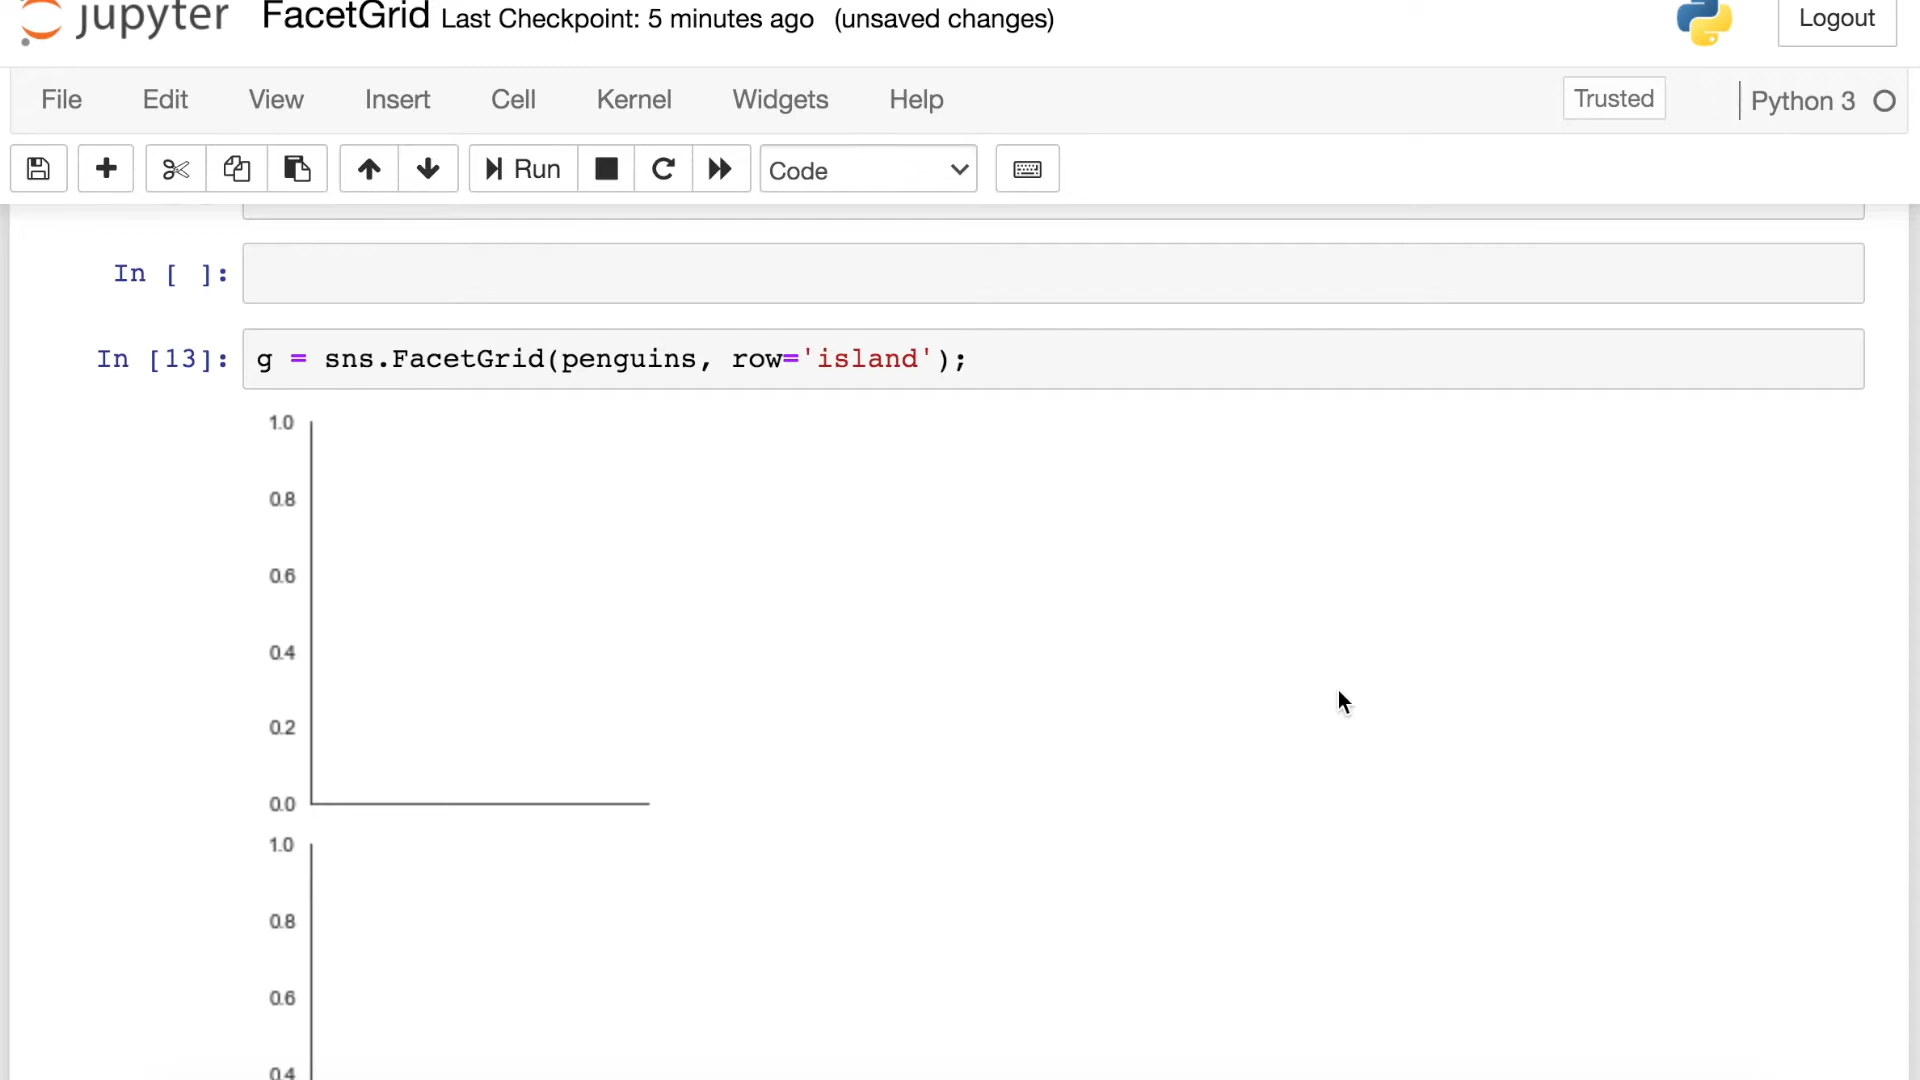 jupyter FacetGrid Last Checkpoint: 5 minutes ago (unsaved changes) Logout
File Edit View Insert Cell Kernel Widgets Help Trusted Python 3
Run Code
In [ ]:
In [13]: g = sns.FacetGrid(penguins, row='island');
1.0
0.8
0.6
0.4
0.2
0.0
1.0
0.8
0.6
0.4